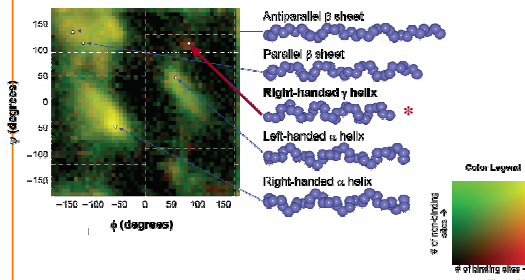 Antiparallel β sheet
Parallel β sheet
Right-handed γ helix
*
Left-handed α helix
Right-handed α helix
ψ (degrees)
150
100
50
0
−50
−100
−150
−150 −100 −50 0 50 100 150
ϕ (degrees)
Color Legend
# of non-binding
sites →
# of binding sites →